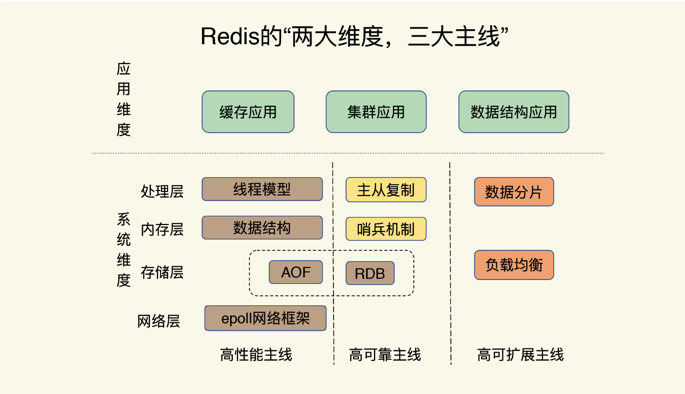 Redis的“两大维度，三大主线”
应用维度
缓存应用
集群应用
数据结构应用
系统维度
处理层
线程模型
主从复制
数据分片
内存层
数据结构
哨兵机制
存储层
AOF
RDB
负载均衡
网络层
epoll网络框架
高性能主线
高可靠主线
高可扩展主线